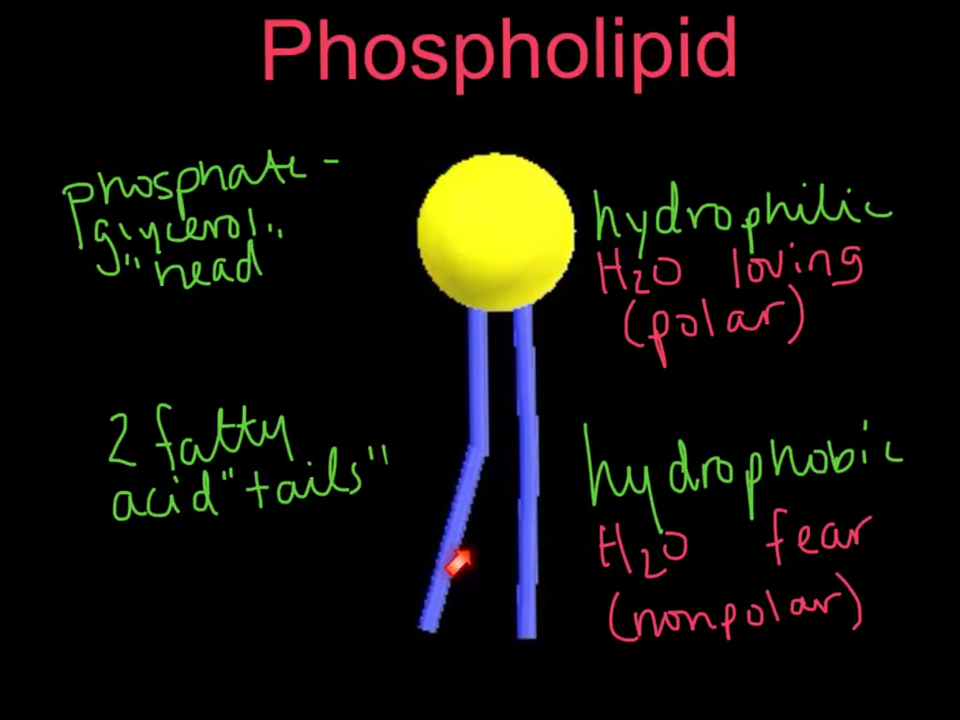 Phospholipid
phosphate -
glycerol
"head"
hydrophilic
H2O loving
(polar)
2 fatty
acid "tails"
hydrophobic
H2O fear
(nonpolar)